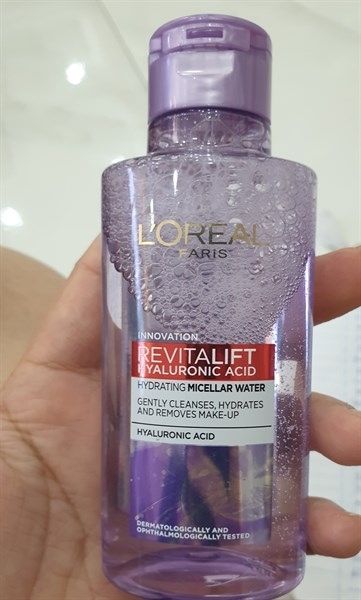 L'ORÉAL
PARIS
INNOVATION
REVITALIFT
HYALURONIC ACID
HYDRATING MICELLAR WATER
GENTLY CLEANSES, HYDRATES
AND REMOVES MAKE-UP
HYALURONIC ACID
DERMATOLOGICALLY AND
OPHTHALMOLOGICALLY TESTED